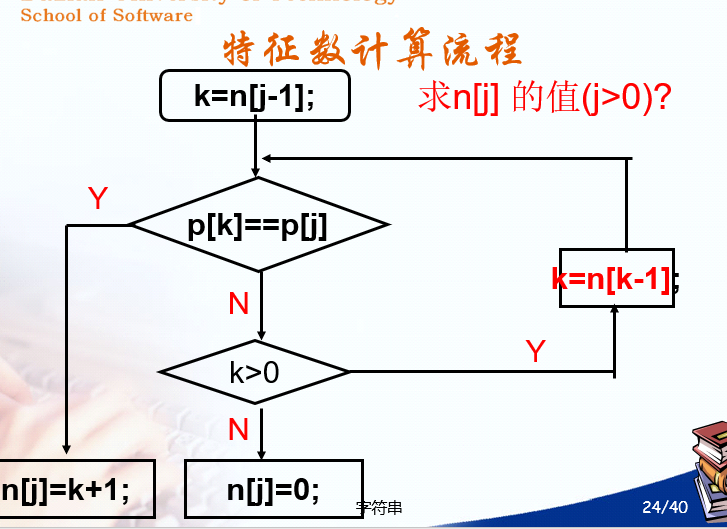 School of Software
特征数计算流程
k=n[j-1];
求n[j] 的值(j>0)?
Y
p[k]==p[j]
k=n[k-1];
N
k>0
Y
N
n[j]=k+1;
n[j]=0;
字符串
24/40